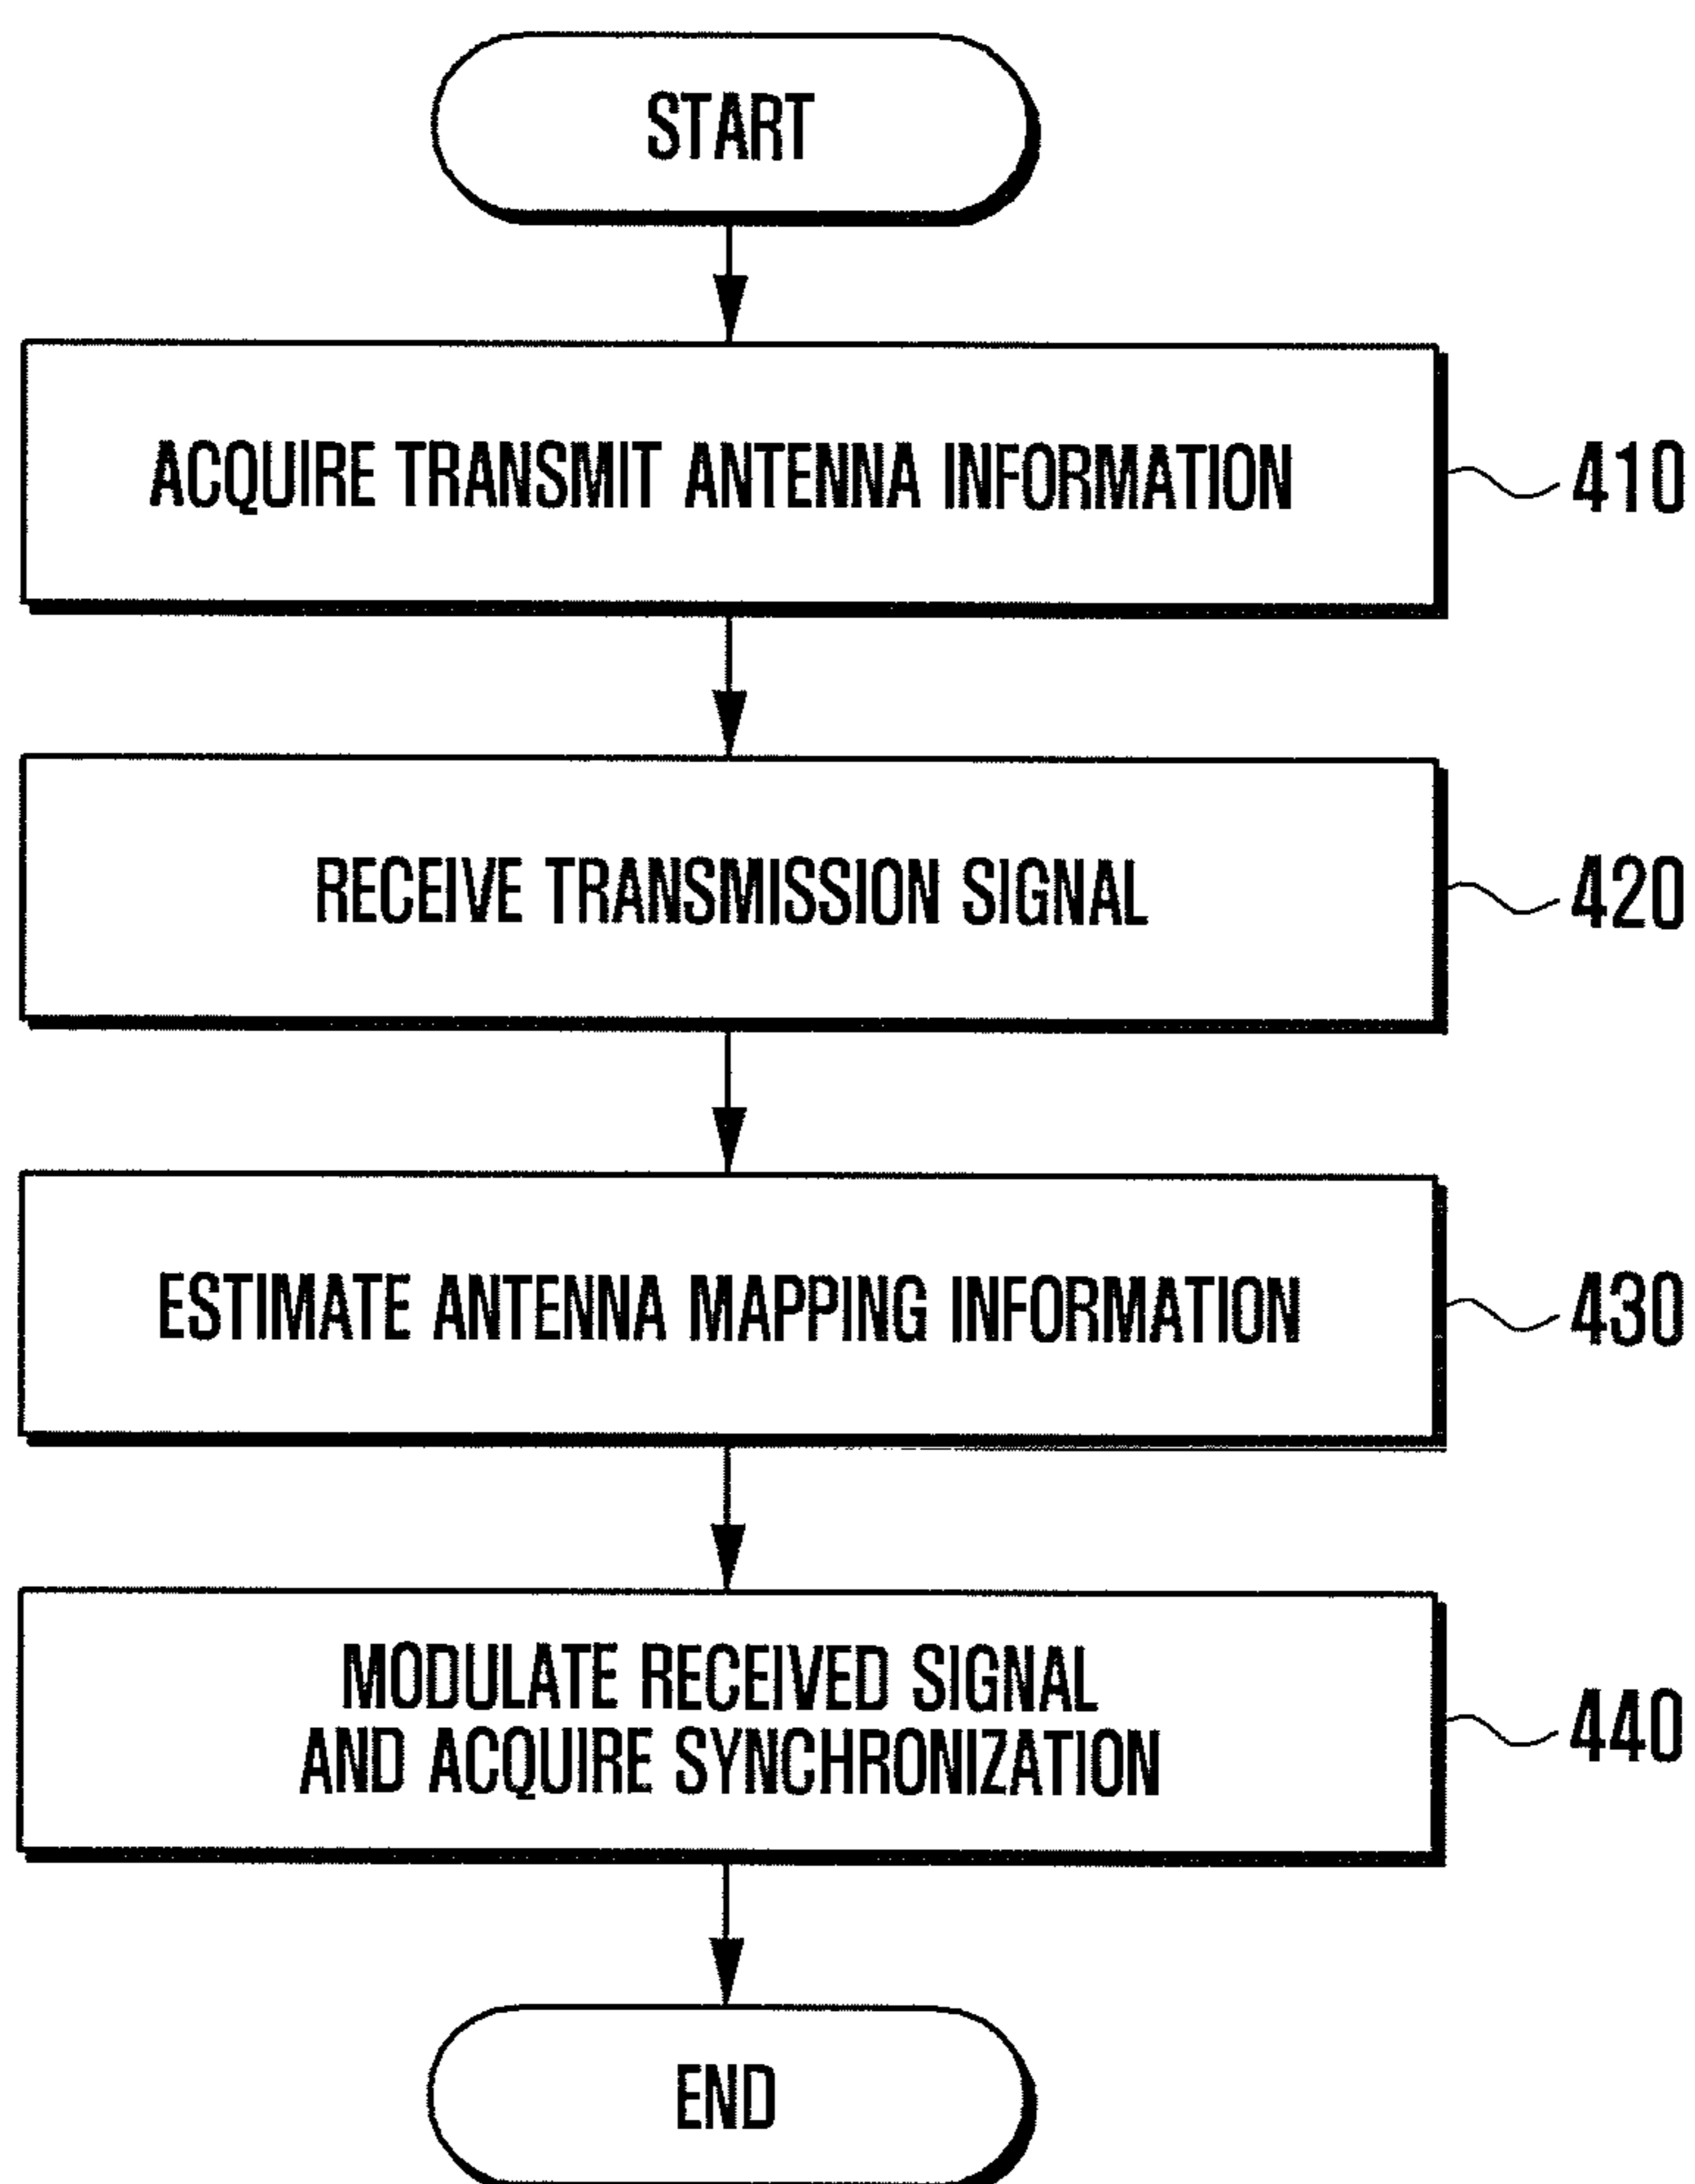 START
ACQUIRE TRANSMIT ANTENNA INFORMATION
410
RECEIVE TRANSMISSION SIGNAL
420
ESTIMATE ANTENNA MAPPING INFORMATION
430
MODULATE RECEIVED SIGNAL
AND ACQUIRE SYNCHRONIZATION
440
END